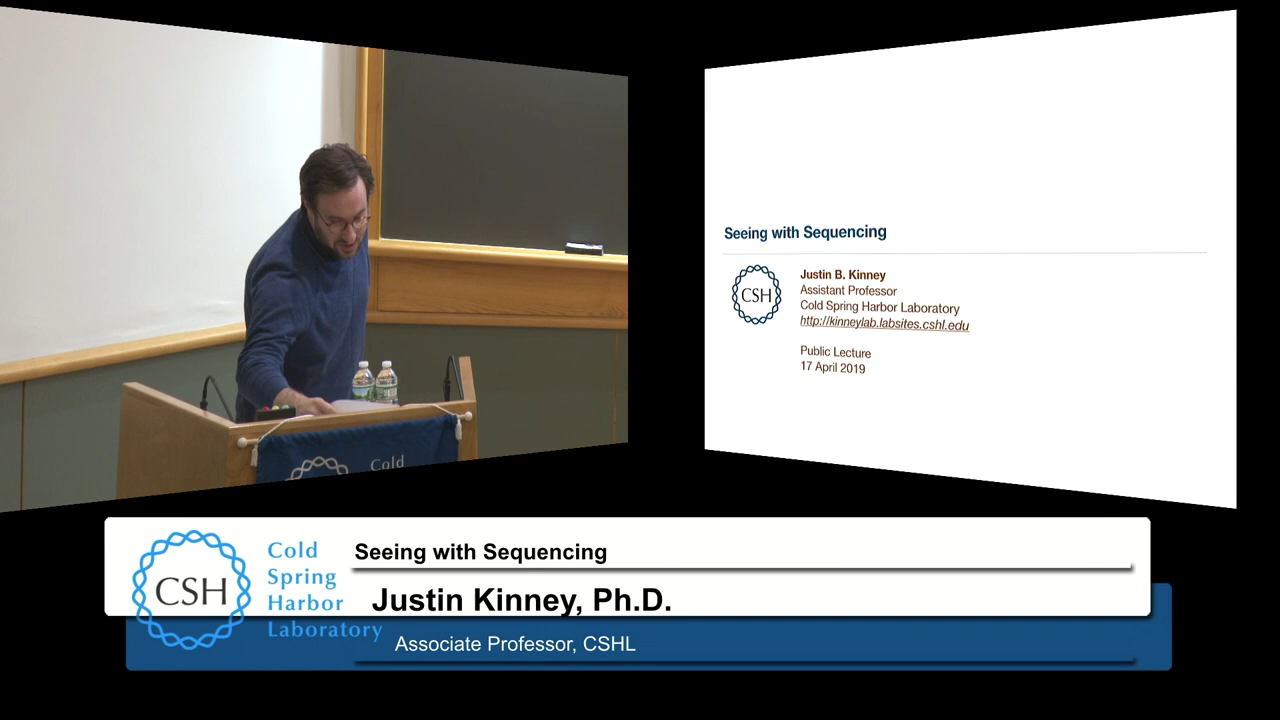 Seeing with Sequencing
CSH
Justin B. Kinney
Assistant Professor
Cold Spring Harbor Laboratory
http://kinneylab.labsites.cshl.edu
Public Lecture
17 April 2019
Cold
CSH
Cold
Spring
Harbor
Laboratory
Seeing with Sequencing
Justin Kinney, Ph.D.
Associate Professor, CSHL